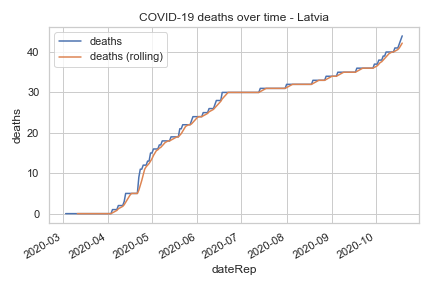 COVID-19 deaths over time - Latvia
deaths
deaths (rolling)
40
30
20
10
0
deaths
2020-03
2020-04
2020-05
2020-06
2020-07
2020-08
2020-09
2020-10
dateRep